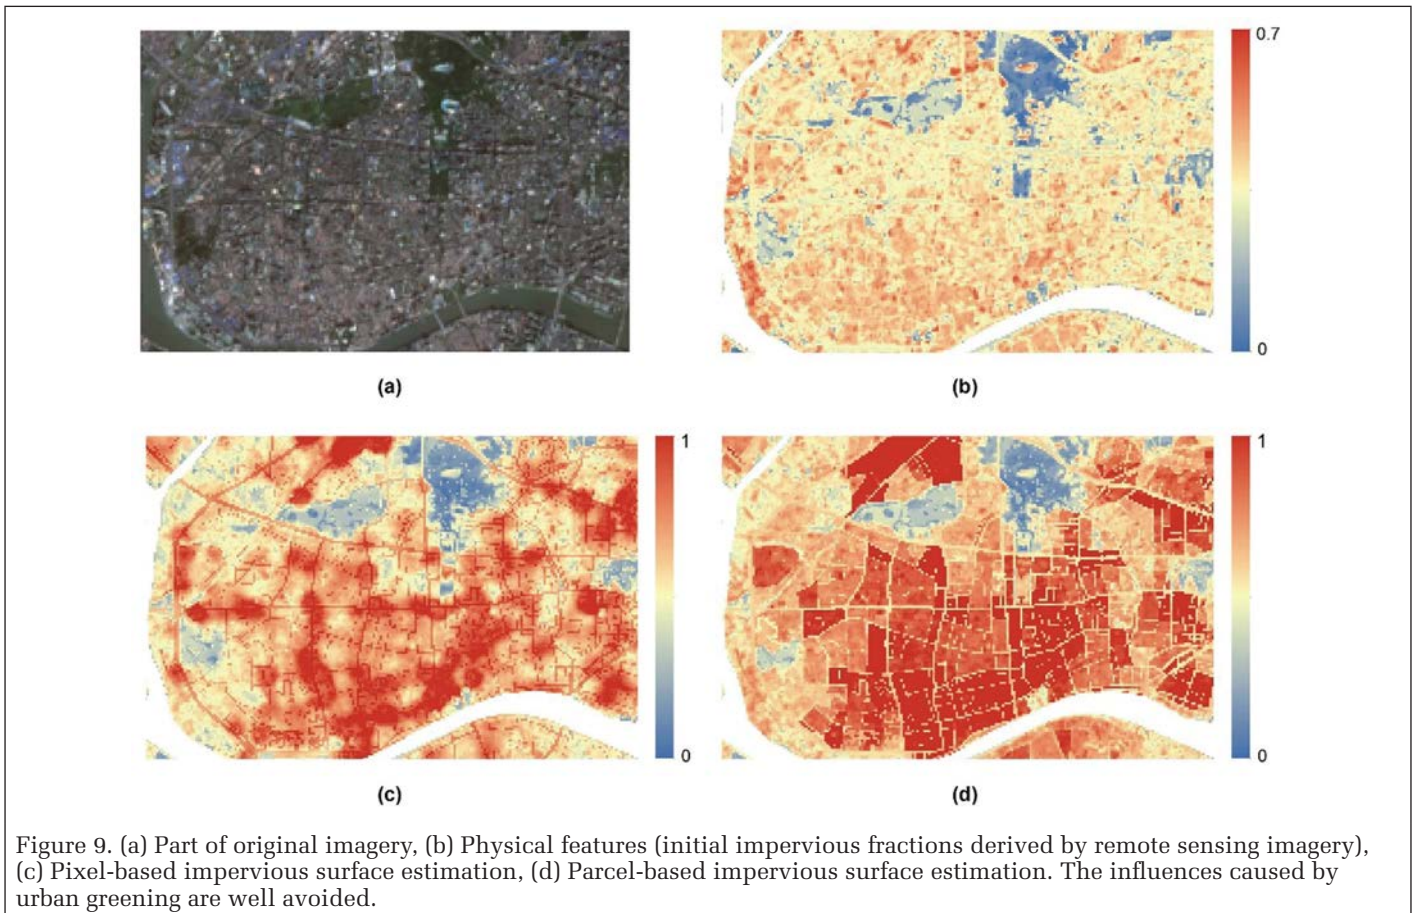 0.7
0
(a)
(b)
1
0
1
0
(c)
(d)
Figure 9. (a) Part of original imagery, (b) Physical features (initial impervious fractions derived by remote sensing imagery),
(c) Pixel-based impervious surface estimation, (d) Parcel-based impervious surface estimation. The influences caused by
urban greening are well avoided.